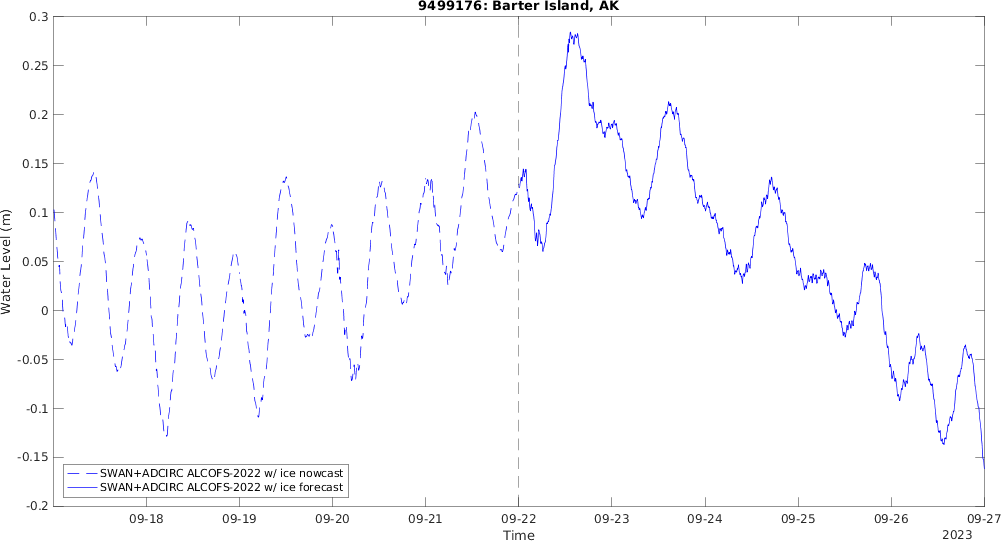 9499176: Barter Island, AK
0.3
0.25
0.2
0.15
0.1
0.05
0
-0.05
-0.1
-0.15
-0.2
Water Level (m)
SWAN+ADCIRC ALCOFS-2022 w/ ice nowcast
SWAN+ADCIRC ALCOFS-2022 w/ ice forecast
09-18 09-19 09-20 09-21 09-22 09-23 09-24 09-25 09-26 09-27
Time
2023